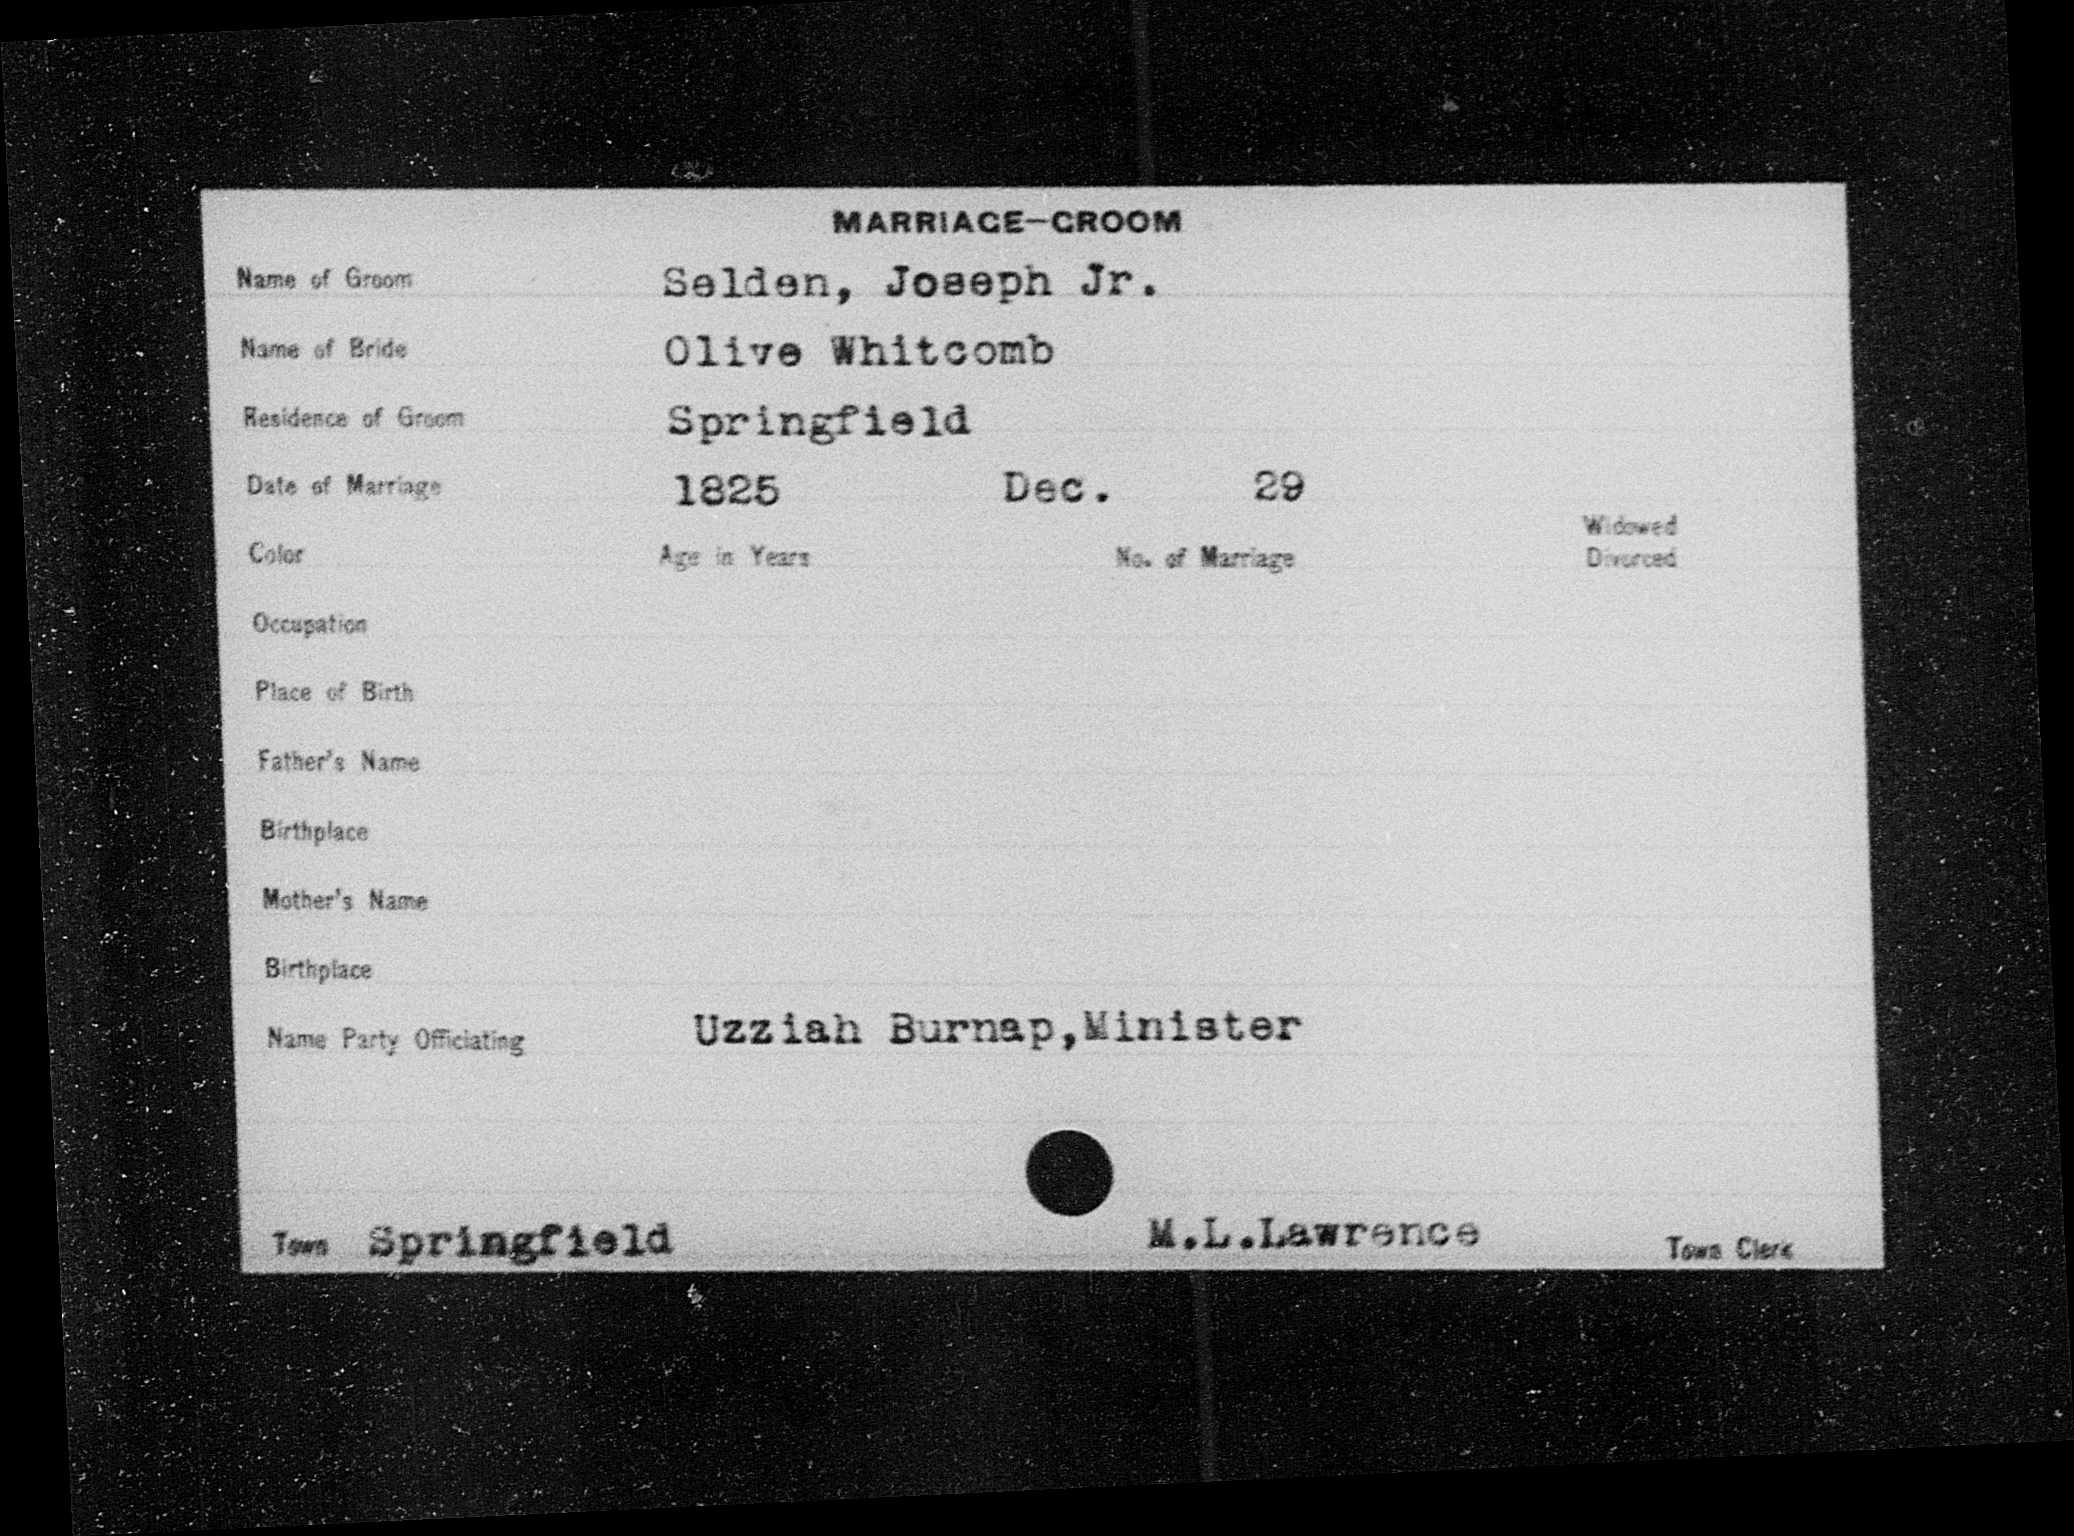 MARRIAGE—GROOM
Name of Groom Selden, Joseph Jr.
Name of Bride Olive Whitcomb
Residence of Groom Springfield
Date of Marriage 1825 Dec. 29
Widowed
Color Age in Years No. of Marriage Divorced
Occupation
Place of Birth
Father's Name
Birthplace
Mother's Name
Birthplace
Name Party Officiating Uzziah Burnap,Minister
Town Springfield M.L.Lawrence Town Clerk